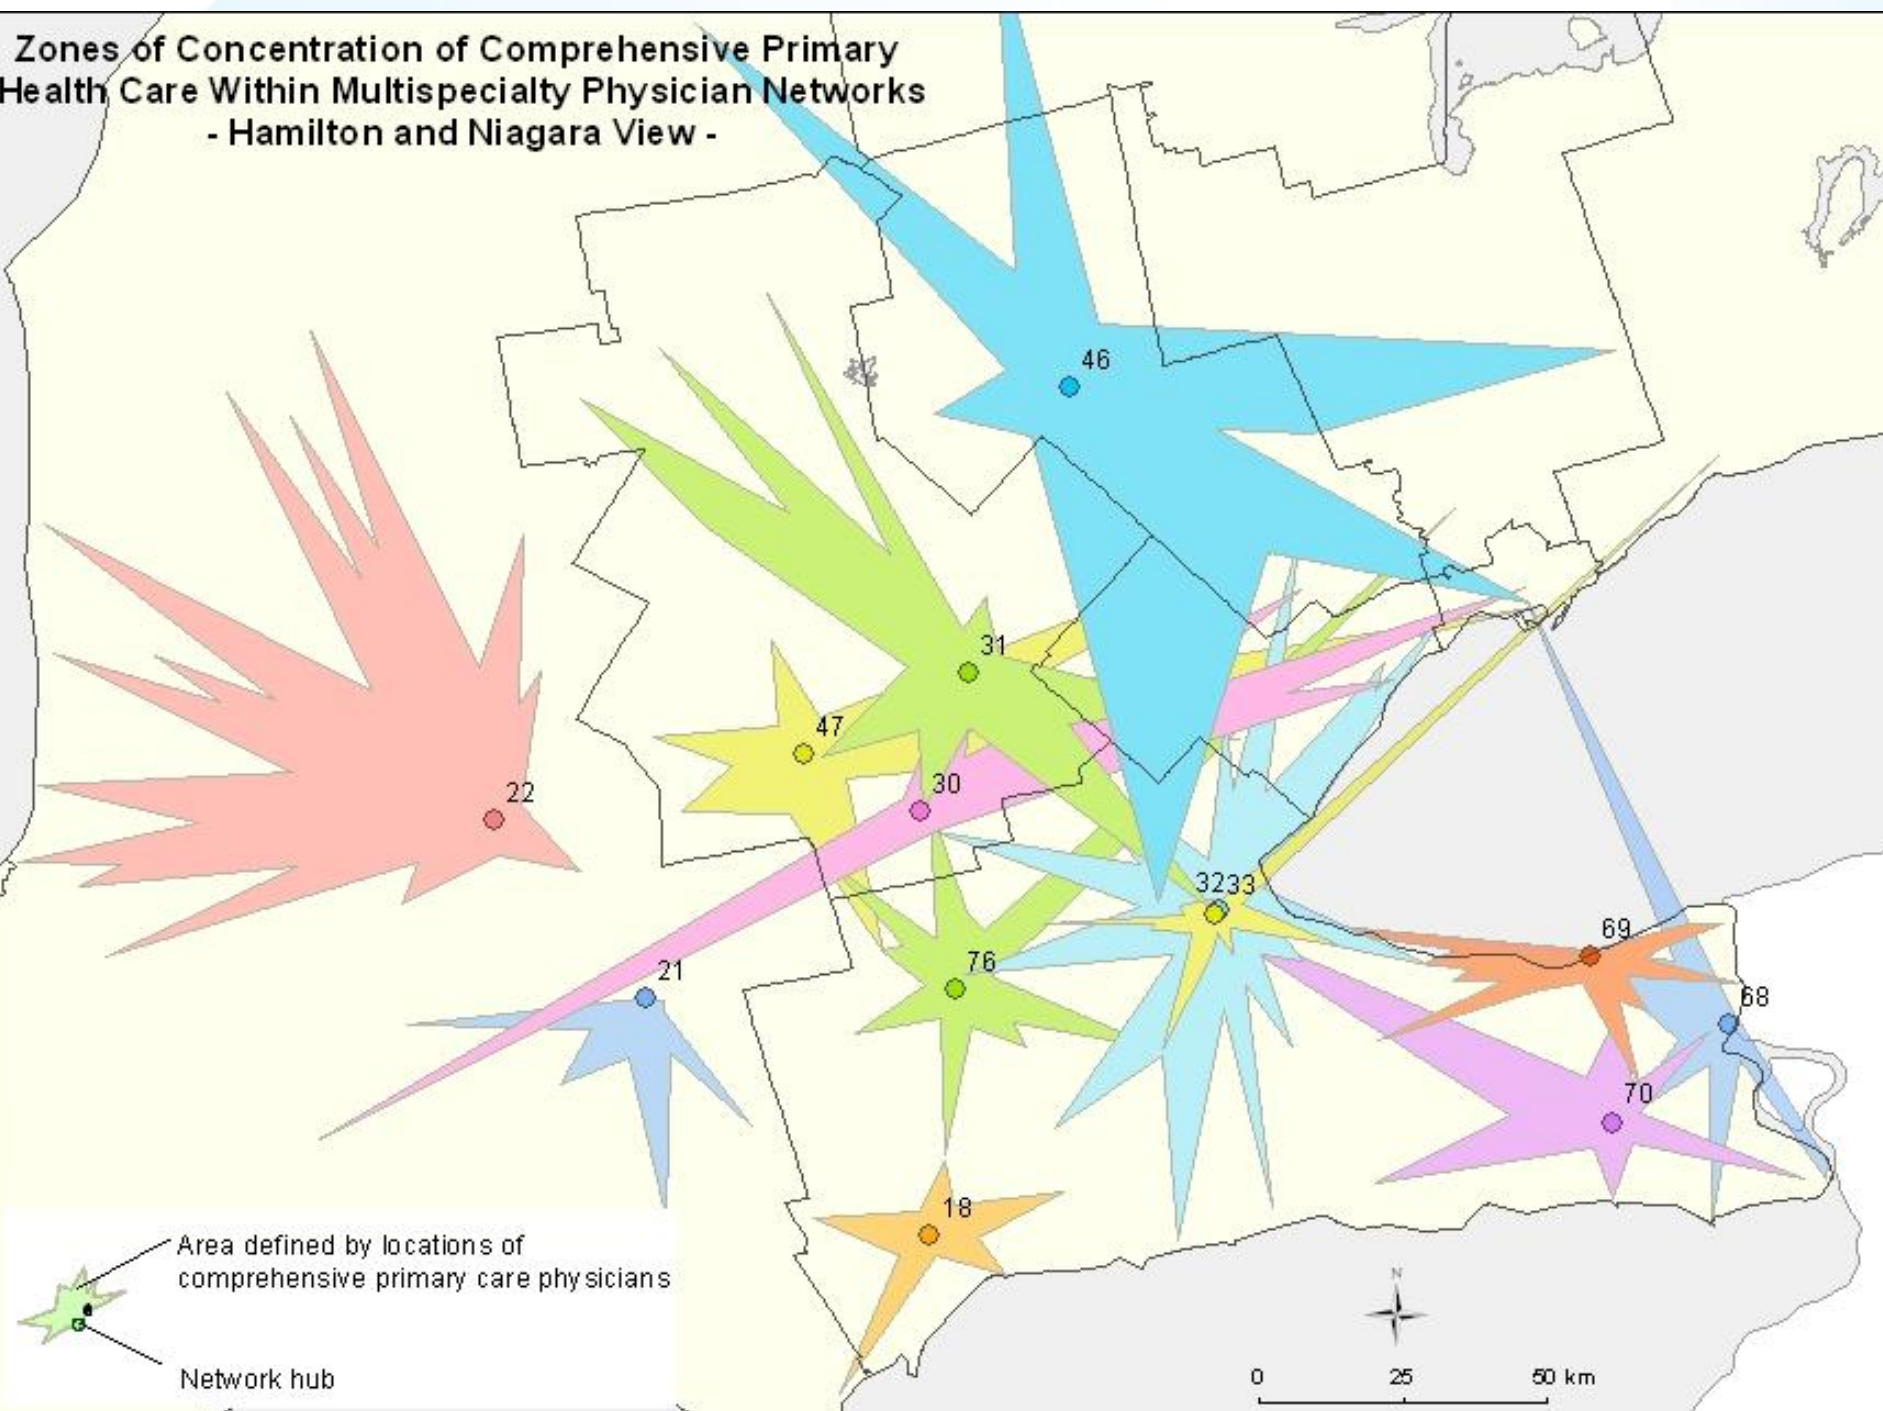 Zones of Concentration of Comprehensive Primary
Health Care Within Multispecialty Physician Networks
- Hamilton and Niagara View -
46
31
47
30
22
3233
69
21
76
68
70
18
Area defined by locations of
comprehensive primary care physicians
Network hub
N
0 25 50 km